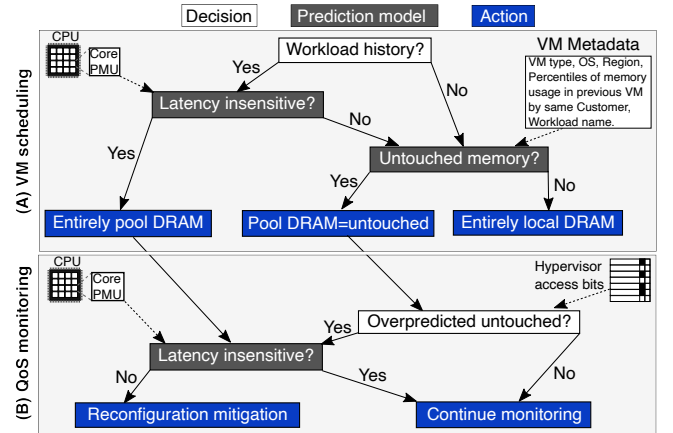 Decision
Prediction model
Action
(A) VM scheduling
CPU
Core
PMU
Workload history?
VM Metadata
VM type, OS, Region,
Percentiles of memory
usage in previous VM
by same Customer,
Workload name.
Yes
No
Latency insensitive?
No
Yes
Untouched memory?
Yes
No
Entirely pool DRAM
Pool DRAM=untouched
Entirely local DRAM
(B) QoS monitoring
CPU
Core
PMU
Hypervisor
access bits
Overpredicted untouched?
Yes
Latency insensitive?
No
Yes
No
Reconfiguration mitigation
Continue monitoring